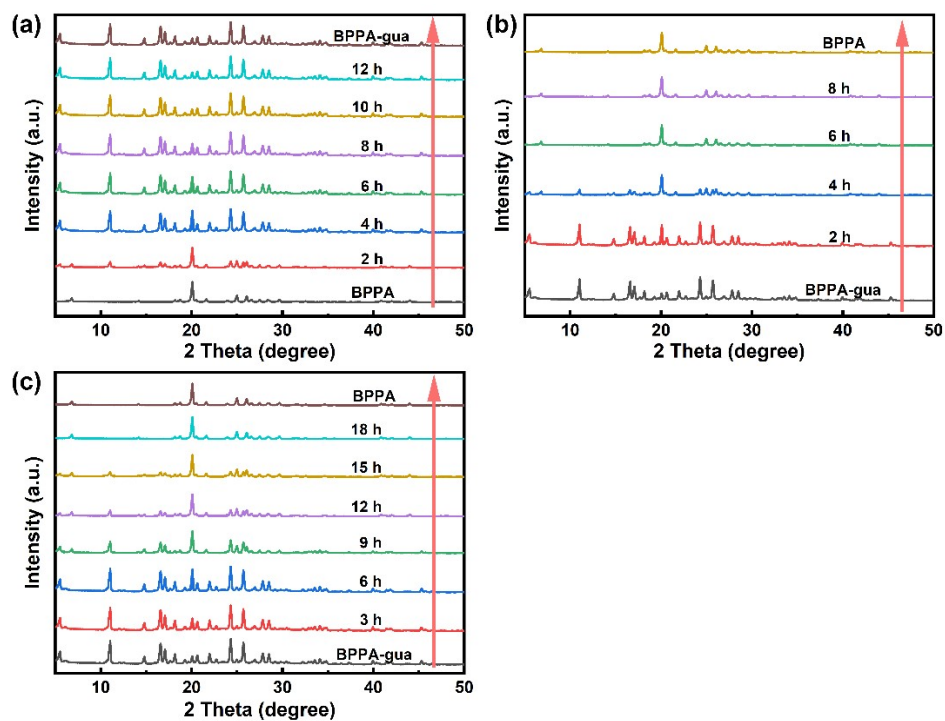 (a)
BPPA-gua
12 h
10 h
8 h
6 h
4 h
2 h
BPPA
Intensity (a.u.)
10 20 30 40 50
2 Theta (degree)
(b)
BPPA
8 h
6 h
4 h
2 h
BPPA-gua
Intensity (a.u.)
10 20 30 40 50
2 Theta (degree)
(c)
BPPA
18 h
15 h
12 h
9 h
6 h
3 h
BPPA-gua
Intensity (a.u.)
10 20 30 40 50
2 Theta (degree)